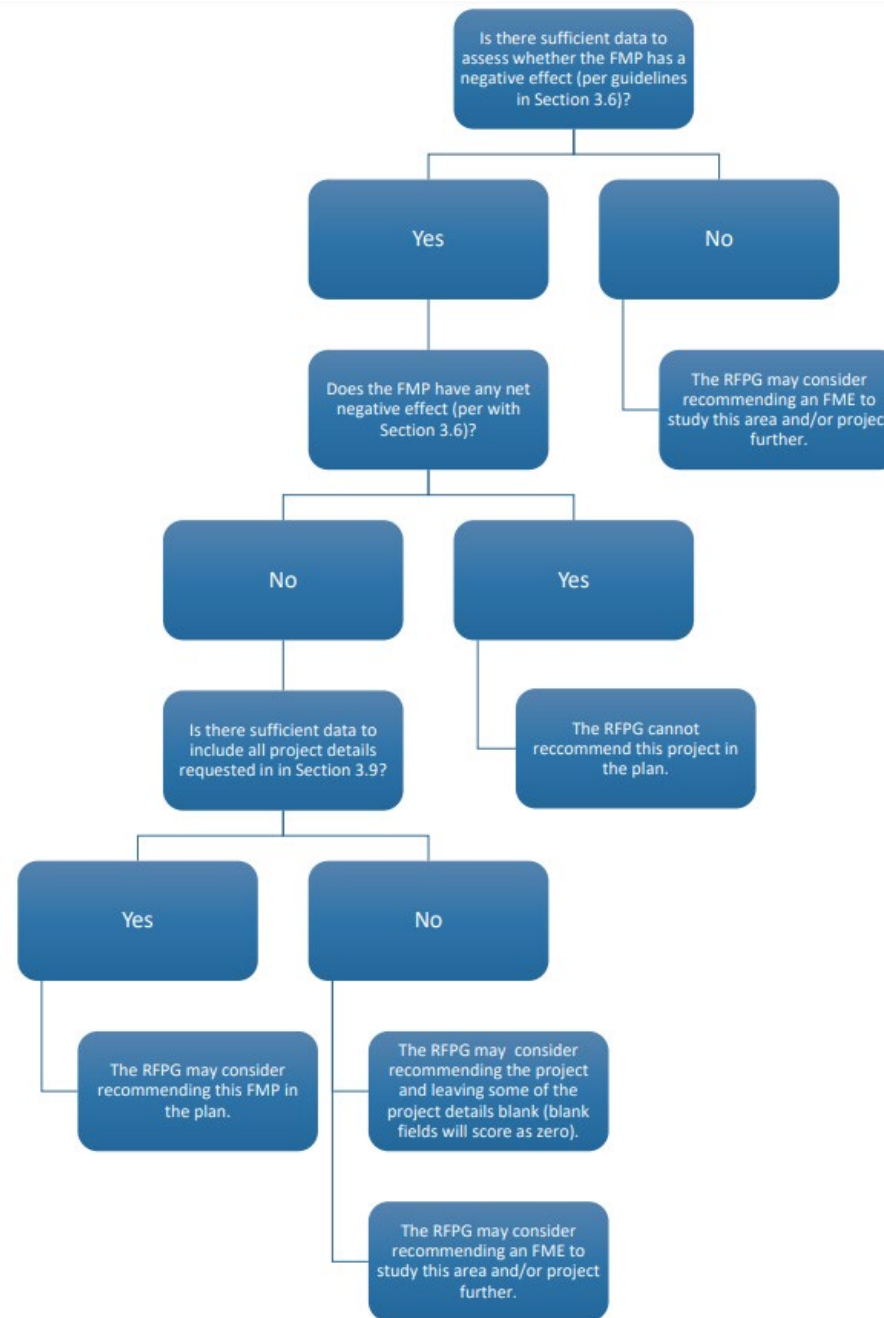 Is there sufficient data to
assess whether the FMP has a
negative effect (per guidelines
in Section 3.6)?
Yes
No
Does the FMP have any net
negative effect (per with
Section 3.6)?
The RFPG may consider
recommending an FME to
study this area and/or project
further.
No
Yes
Is there sufficient data to
include all project details
requested in in Section 3.9?
The RFPG cannot
reccommend this project in
the plan.
Yes
No
The RFPG may consider
recommending this FMP in
the plan.
The RFPG may  consider
recommending the project
and leaving some of the
project details blank (blank
fields will score as zero).
The RFPG may consider
recommending an FME to
study this area and/or project
further.